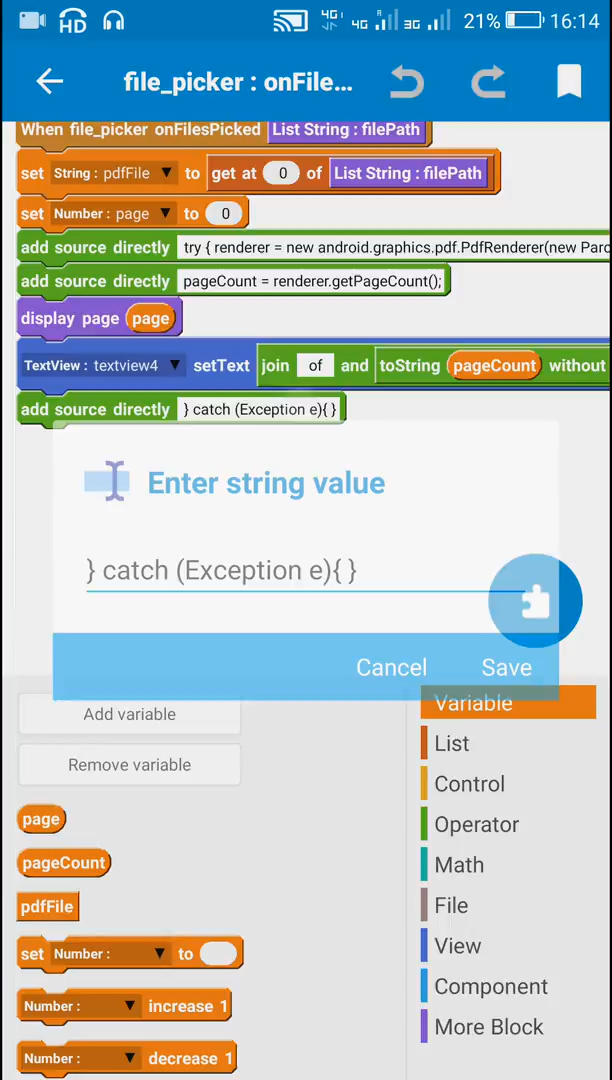 HD 4G 4G R 3G 21% 16:14
file_picker : onFile...
When file_picker onFilesPicked List String : filePath
set String: pdfFile to get at 0 of List String : filePath
set Number: page to 0
add source directly try { renderer = new android.graphics.pdf.PdfRenderer(new Parc
add source directly pageCount = renderer.getPageCount();
display page page
TextView : textview4 setText join of and toString pageCount without
add source directly } catch (Exception e){ }
Enter string value
} catch (Exception e){ }
Cancel Save
Add variable
Remove variable
page
pageCount
pdfFile
set Number: to
Number: increase 1
Number: decrease 1
Variable
List
Control
Operator
Math
File
View
Component
More Block